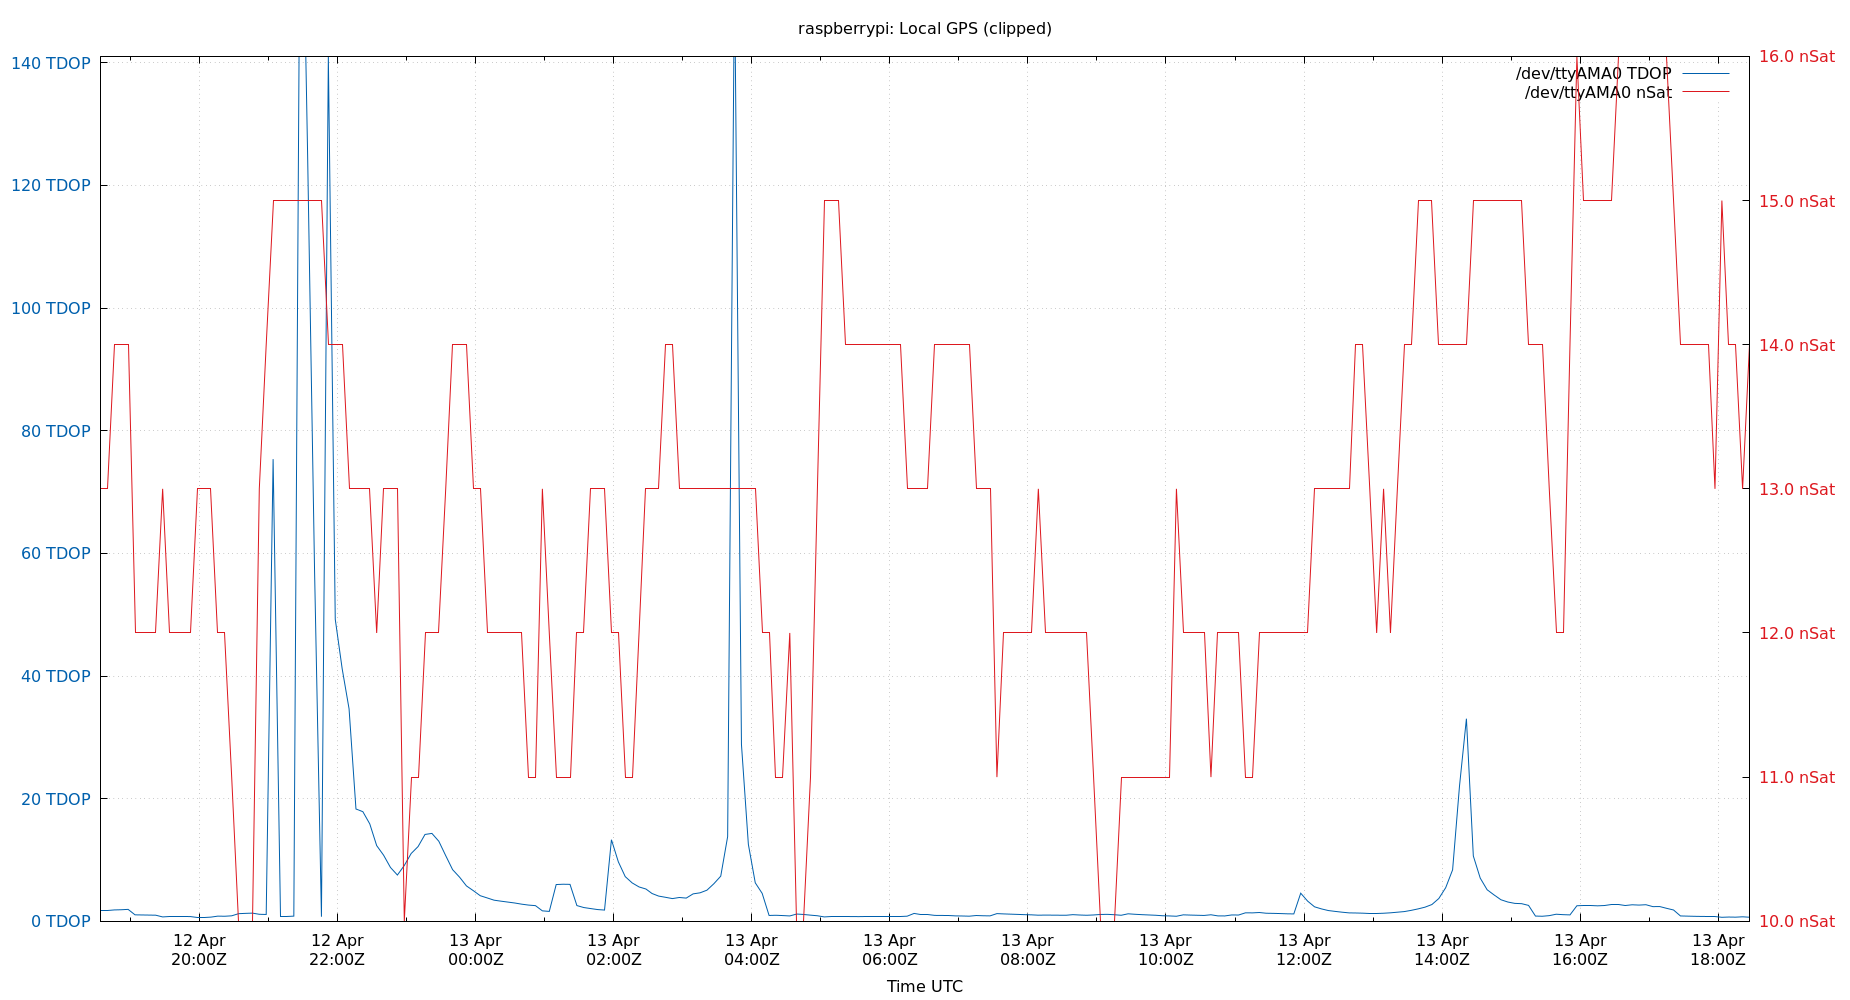 raspberrypi: Local GPS (clipped)
/dev/ttyAMA0 TDOP
/dev/ttyAMA0 nSat
140 TDOP
120 TDOP
100 TDOP
80 TDOP
60 TDOP
40 TDOP
20 TDOP
0 TDOP
16.0 nSat
15.0 nSat
14.0 nSat
13.0 nSat
12.0 nSat
11.0 nSat
10.0 nSat
12 Apr
20:00Z
12 Apr
22:00Z
13 Apr
00:00Z
13 Apr
02:00Z
13 Apr
04:00Z
13 Apr
06:00Z
13 Apr
08:00Z
13 Apr
10:00Z
13 Apr
12:00Z
13 Apr
14:00Z
13 Apr
16:00Z
13 Apr
18:00Z
Time UTC